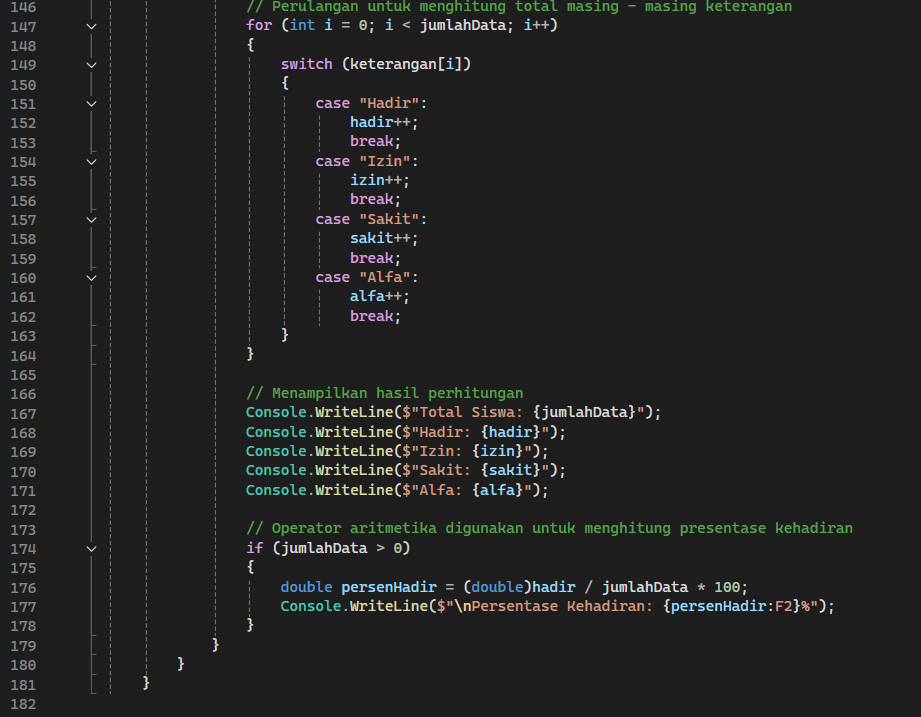 146 // Perulangan untuk menghitung total masing - masing keterangan
147 for (int i = 0; i < jumlahData; i++)
148 {
149 switch (keterangan[i])
150 {
151 case "Hadir":
152 hadir++;
153 break;
154 case "Izin":
155 izin++;
156 break;
157 case "Sakit":
158 sakit++;
159 break;
160 case "Alfa":
161 alfa++;
162 break;
163 }
164 }
165
166 // Menampilkan hasil perhitungan
167 Console.WriteLine($"Total Siswa: {jumlahData}");
168 Console.WriteLine($"Hadir: {hadir}");
169 Console.WriteLine($"Izin: {izin}");
170 Console.WriteLine($"Sakit: {sakit}");
171 Console.WriteLine($"Alfa: {alfa}");
172
173 // Operator aritmetika digunakan untuk menghitung presentase kehadiran
174 if (jumlahData > 0)
175 {
176 double persenHadir = (double)hadir / jumlahData * 100;
177 Console.WriteLine($"\nPersentase Kehadiran: {persenHadir:F2}%");
178 }
179 }
180 }
181 }
182